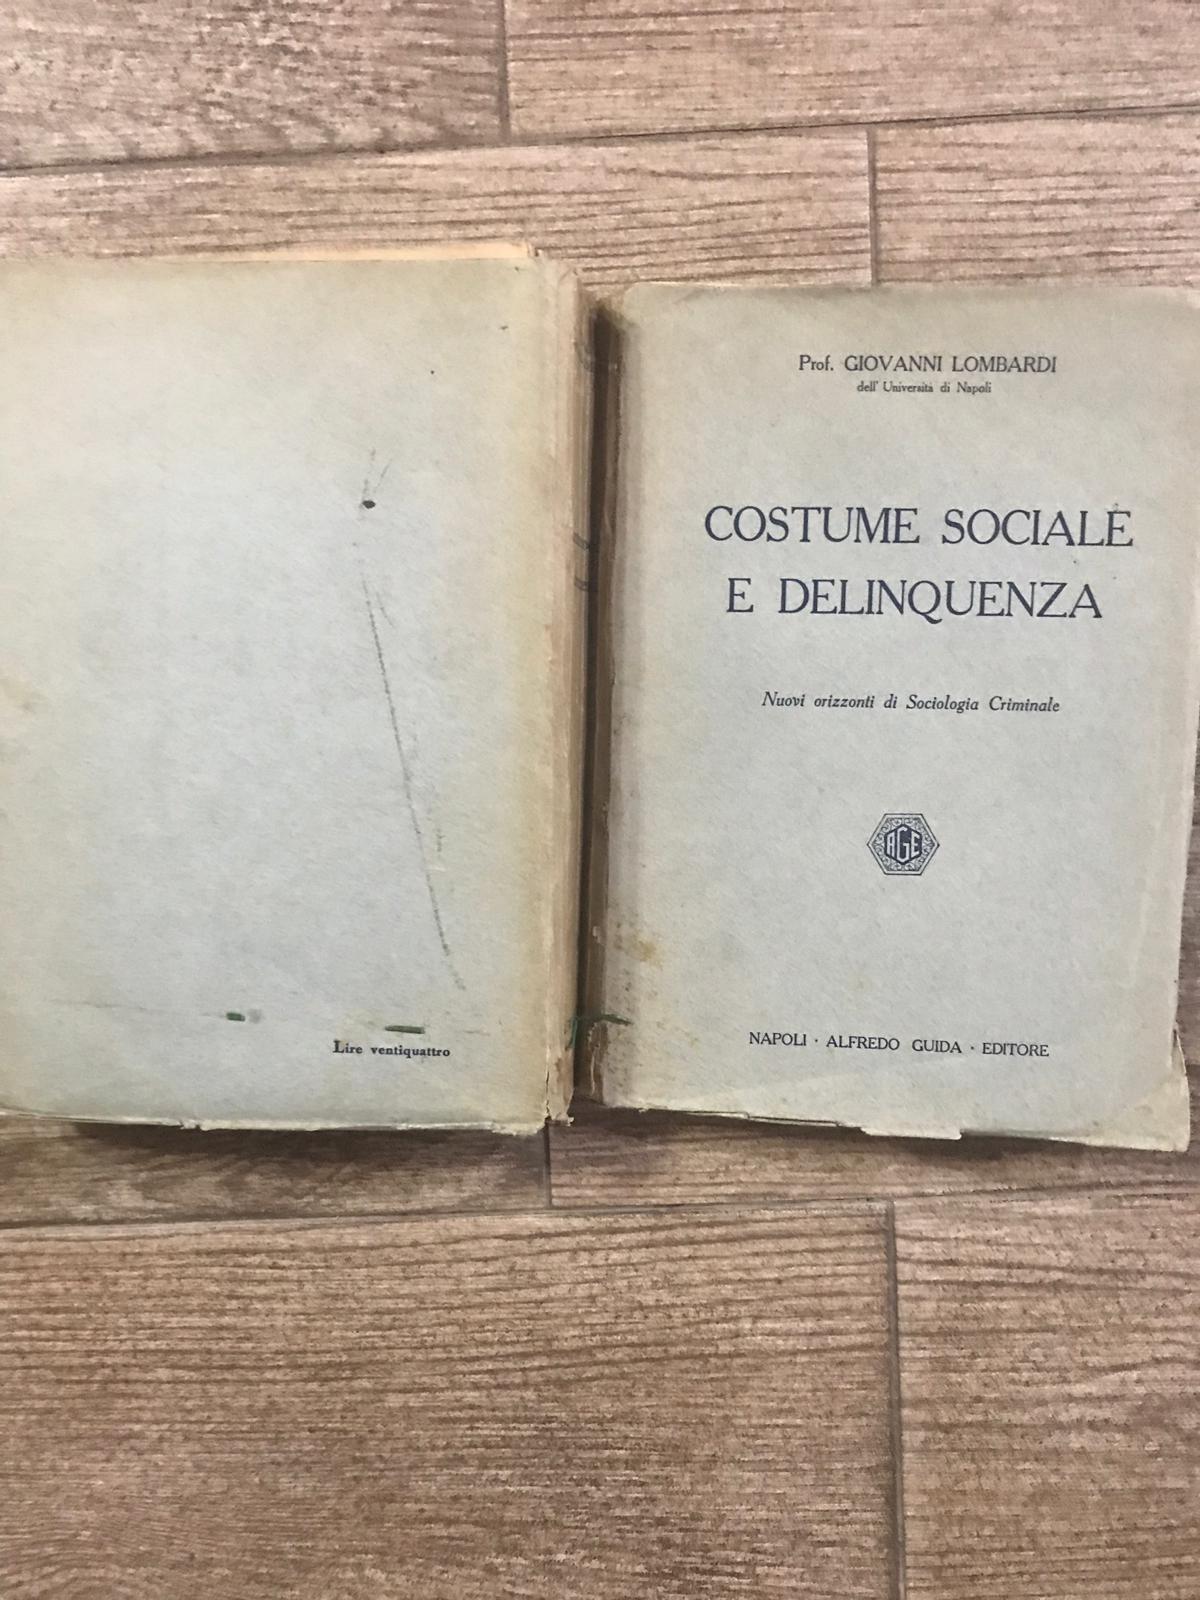 Prof. GIOVANNI LOMBARDI
dell' Università di Napoli
COSTUME SOCIALE
E DELINQUENZA
Nuovi orizzonti di Sociologia Criminale
AGE
NAPOLI · ALFREDO GUIDA · EDITORE
Lire ventiquattro